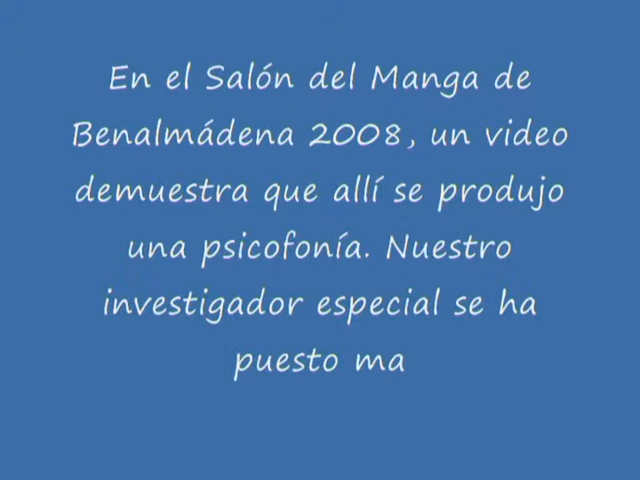 En el Salón del Manga de
Benalmádena 2008, un video
demuestra que allí se produjo
una psicofonía. Nuestro
investigador especial se ha
puesto ma